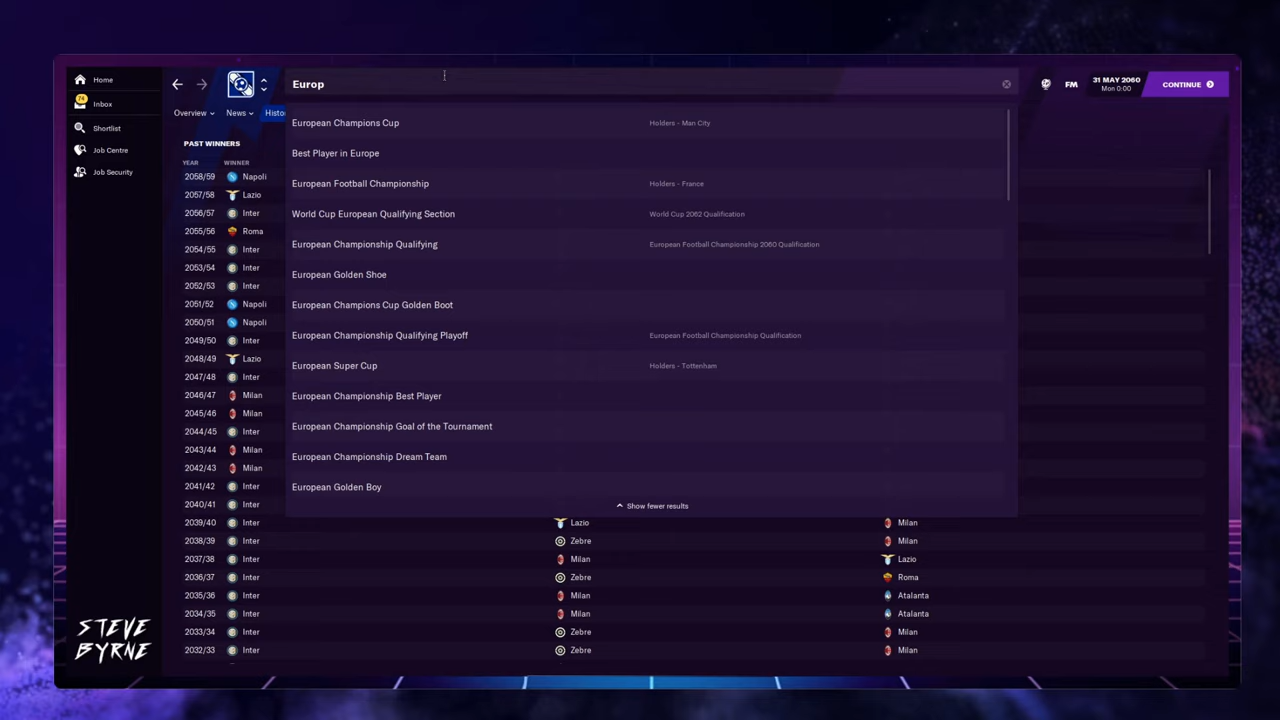 Home
Europ
31 MAY 2060
Mon 0:00
FM
CONTINUE
74
Inbox
Shortlist
Job Centre
Job Security
Overview News Histo
PAST WINNERS
YEAR WINNER
European Champions Cup Holders - Man City
Best Player in Europe
European Football Championship Holders - France
World Cup European Qualifying Section World Cup 2062 Qualification
European Championship Qualifying European Football Championship 2060 Qualification
European Golden Shoe
European Champions Cup Golden Boot
European Championship Qualifying Playoff European Football Championship Qualification
European Super Cup Holders - Tottenham
European Championship Best Player
European Championship Goal of the Tournament
European Championship Dream Team
European Golden Boy
Show fewer results
2058/59 Napoli
2057/58 Lazio
2056/57 Inter
2055/56 Roma
2054/55 Inter
2053/54 Inter
2052/53 Inter
2051/52 Napoli
2050/51 Napoli
2049/50 Inter
2048/49 Lazio
2047/48 Inter
2046/47 Milan
2045/46 Milan
2044/45 Inter
2043/44 Milan
2042/43 Milan
2041/42 Inter
2040/41 Inter
2039/40 Inter Lazio Milan
2038/39 Inter Zebre Milan
2037/38 Inter Milan Lazio
2036/37 Inter Zebre Roma
2035/36 Inter Milan Atalanta
2034/35 Inter Milan Atalanta
2033/34 Inter Zebre Milan
2032/33 Inter Zebre Milan
STEVE
BYRNE